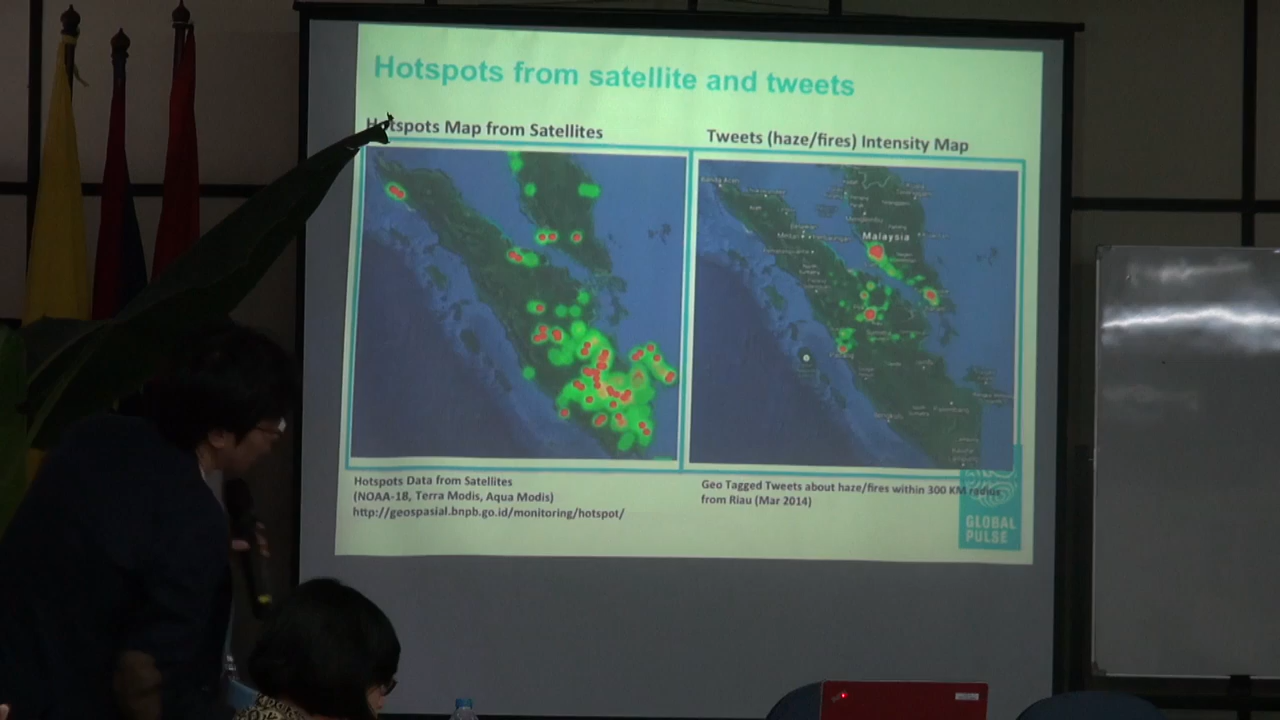 Hotspots from satellite and tweets
Hotspots Map from Satellites
Tweets (haze/fires) Intensity Map
Malaysia
Hotspots Data from Satellites
(NOAA-18, Terra Modis, Aqua Modis)
http://geospasial.bnpb.go.id/monitoring/hotspot/
Geo Tagged Tweets about haze/fires within 300 KM radius
from Riau (Mar 2014)
GLOBAL
PULSE